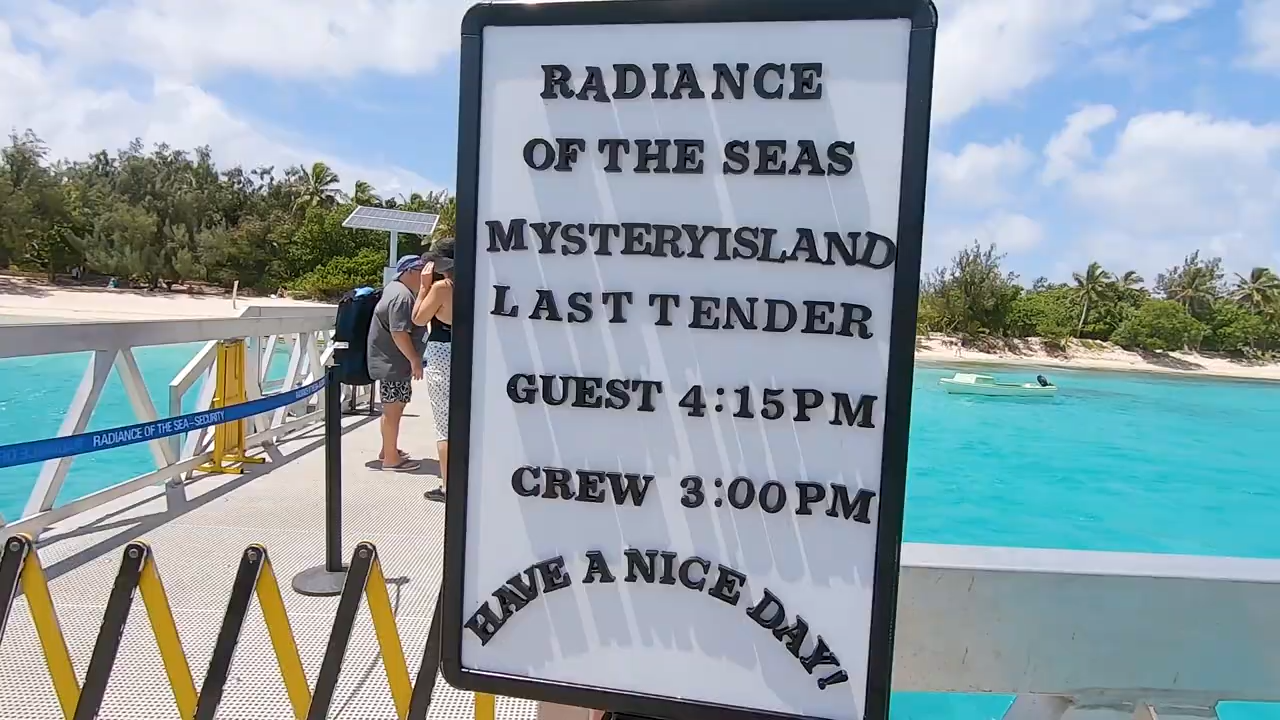 RADIANCE
OF THE SEAS
MYSTERYISLAND
LAST TENDER
GUEST 4:15PM
CREW 3:00PM
HAVE A NICE DAY!
RADIANCE OF THE SEA-SECURITY